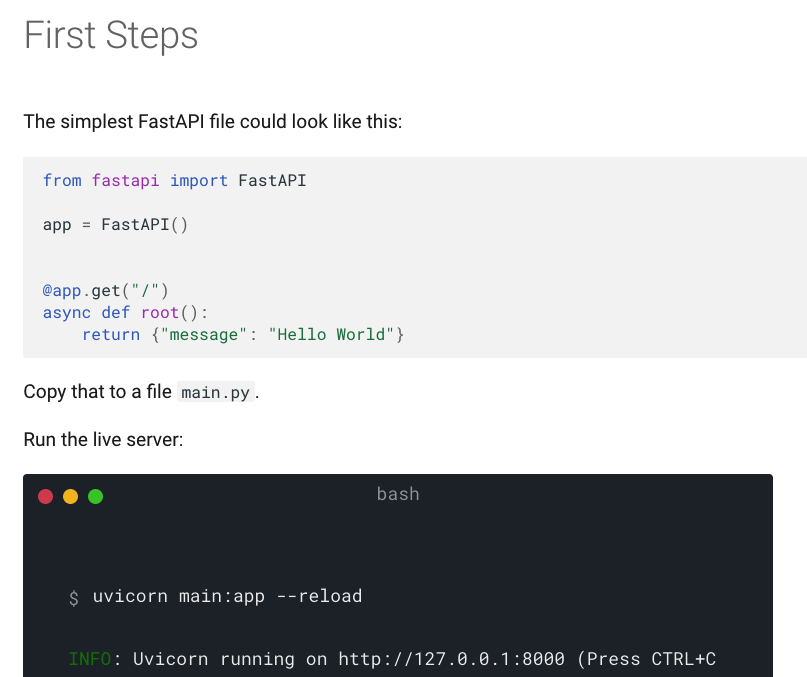 First Steps
The simplest FastAPI file could look like this:
from fastapi import FastAPI
app = FastAPI()
@app.get("/")
async def root():
    return {"message": "Hello World"}
Copy that to a file main.py.
Run the live server:
bash
$ uvicorn main:app --reload
INFO: Uvicorn running on http://127.0.0.1:8000 (Press CTRL+C